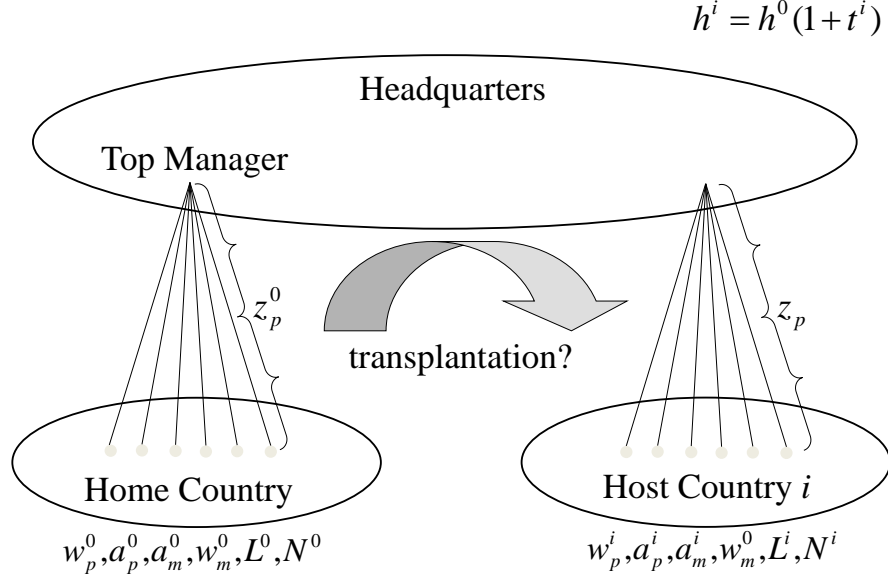 h^i = h^0(1+t^i)
Headquarters
Top Manager
z_p^0
z_p
transplantation?
Home Country
Host Country i
w_p^0,a_p^0,a_m^0,w_m^0,L^0,N^0
w_p^i,a_p^i,a_m^i,w_m^0,L^i,N^i